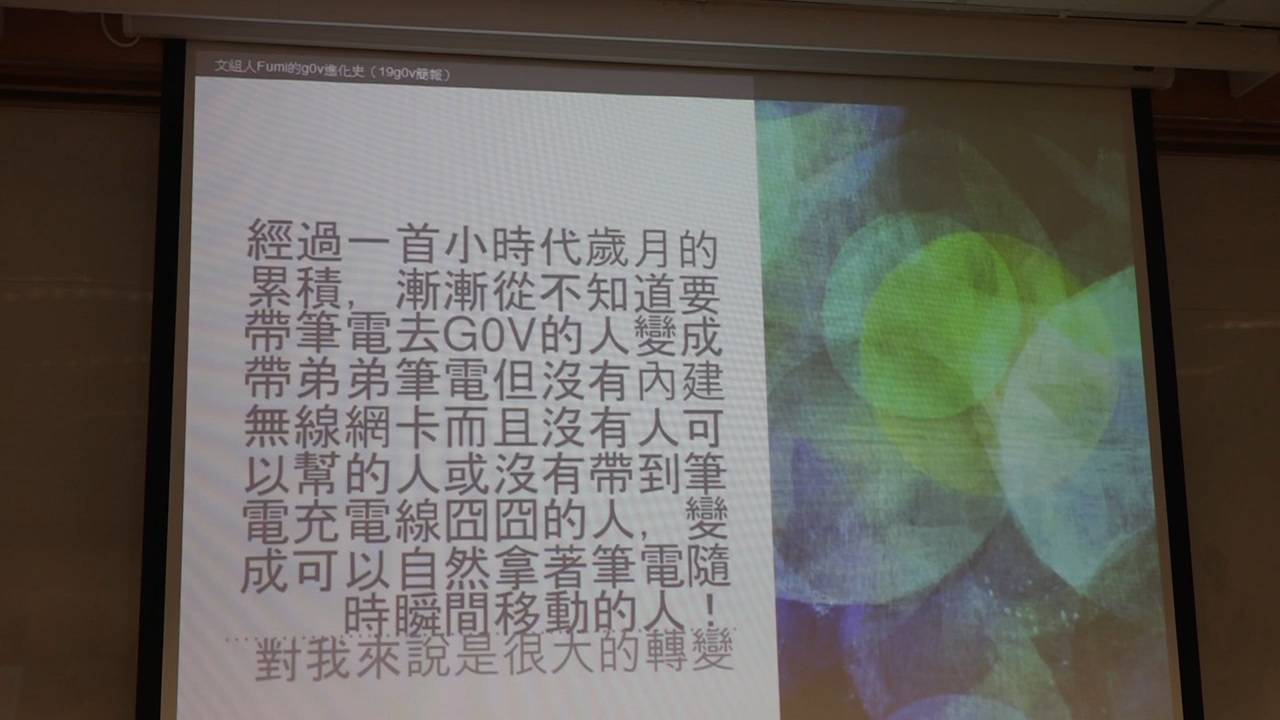 文組人Fumi的g0v進化史（19g0v簡報）
經過一首小時代歲月的
累積，漸漸從不知道要
帶筆電去G0V的人變成
帶弟弟筆電但沒有內建
無線網卡而且沒有人可
以幫的人或沒有帶到筆
電充電線囧囧的人，變
成可以自然拿著筆電隨
時瞬間移動的人！
對我來說是很大的轉變